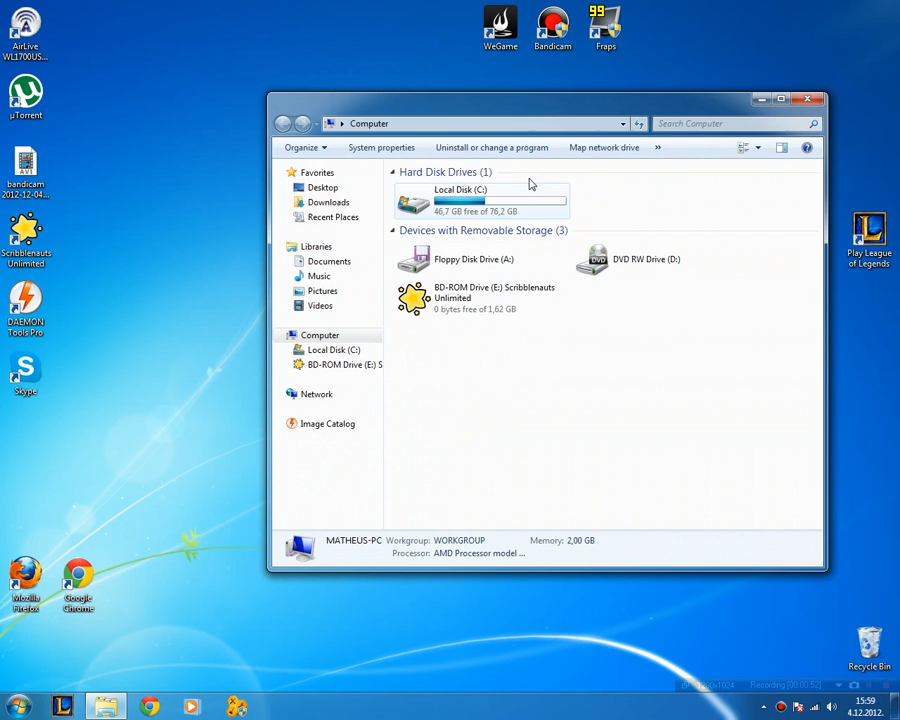 AirLive
WL1700US...
µTorrent
bandicam
2012-12-04...
Scribblenauts
Unlimited
DAEMON
Tools Pro
Skype
Mozilla
Firefox
Google
Chrome
WeGame
Bandicam
99
Fraps
Play League
of Legends
Recycle Bin
Computer
Search Computer
Organize
System properties
Uninstall or change a program
Map network drive
»
Favorites
Desktop
Downloads
Recent Places
Libraries
Documents
Music
Pictures
Videos
Computer
Local Disk (C:)
BD-ROM Drive (E:) S
Network
Image Catalog
Hard Disk Drives (1)
Local Disk (C:)
46,7 GB free of 76,2 GB
Devices with Removable Storage (3)
Floppy Disk Drive (A:)
DVD
DVD RW Drive (D:)
BD-ROM Drive (E:) Scribblenauts
Unlimited
0 bytes free of 1,62 GB
MATHEUS-PC
Workgroup: WORKGROUP
Memory: 2,00 GB
Processor: AMD Processor model ...
Recording [00:00:52]
15:59
4.12.2012.